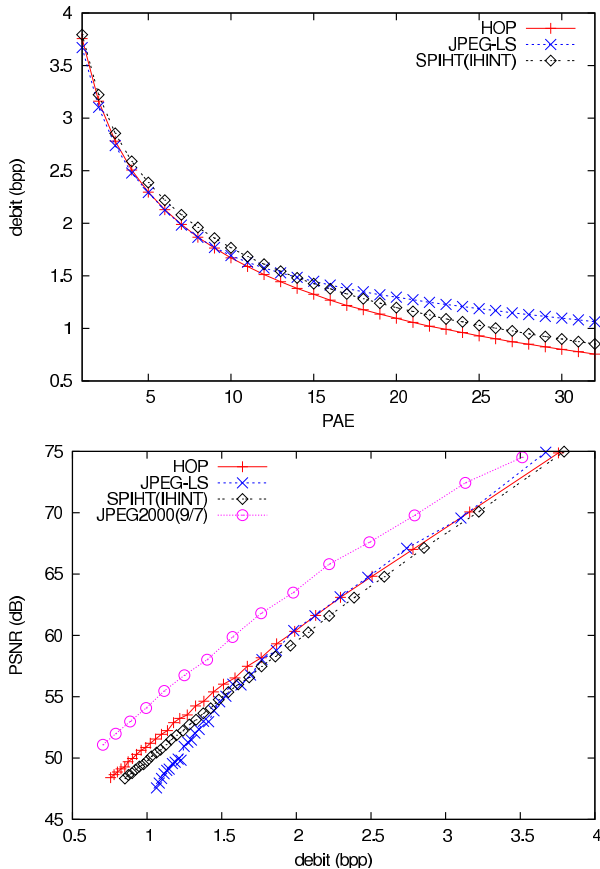 4
3.5
3
2.5
2
1.5
1
0.5
debit (bpp)
HOP
JPEG-LS
SPIHT(IHINT)
5 10 15 20 25 30
PAE
75
70
65
60
55
50
45
PSNR (dB)
HOP
JPEG-LS
SPIHT(IHINT)
JPEG2000(9/7)
0.5 1 1.5 2 2.5 3 3.5 4
debit (bpp)